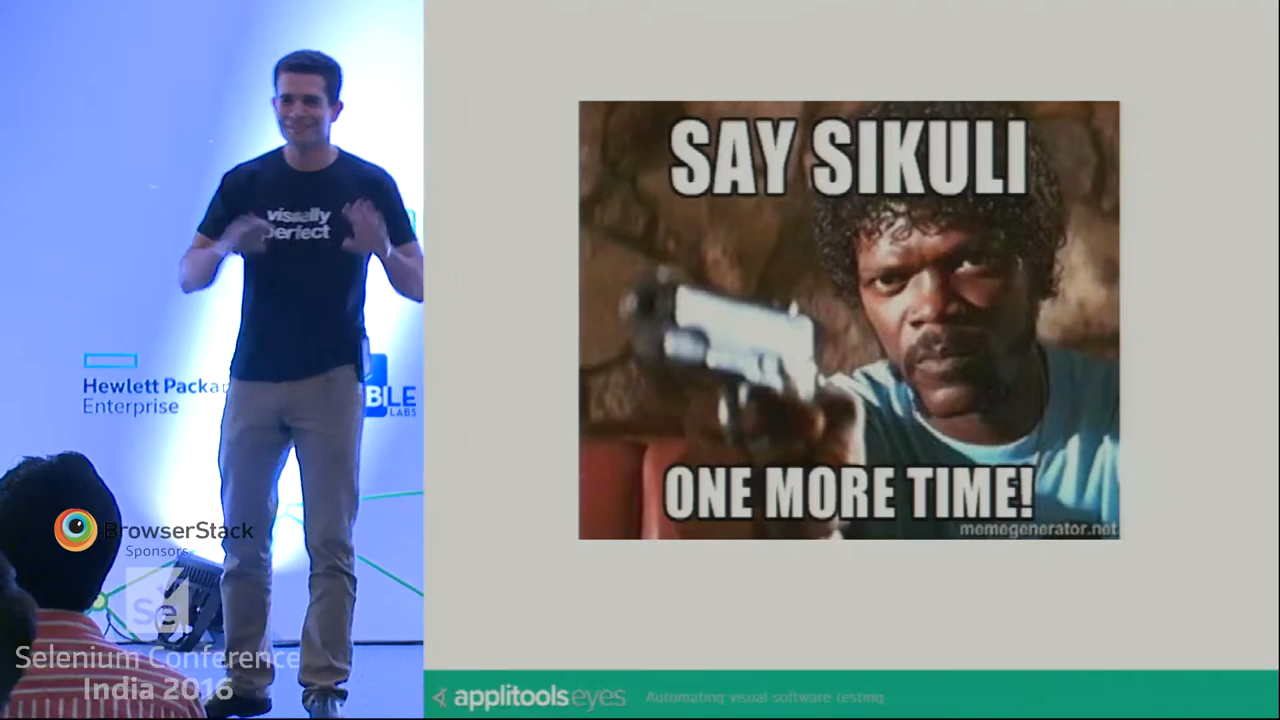 visually
perfect
Hewlett Packar
Enterprise
BLE
LABS
BrowserStack
Sponsors
Se
Selenium Conference
India 2016
SAY SIKULI
ONE MORE TIME!
memegenerator.net
applitools eyes
Automating visual software testing